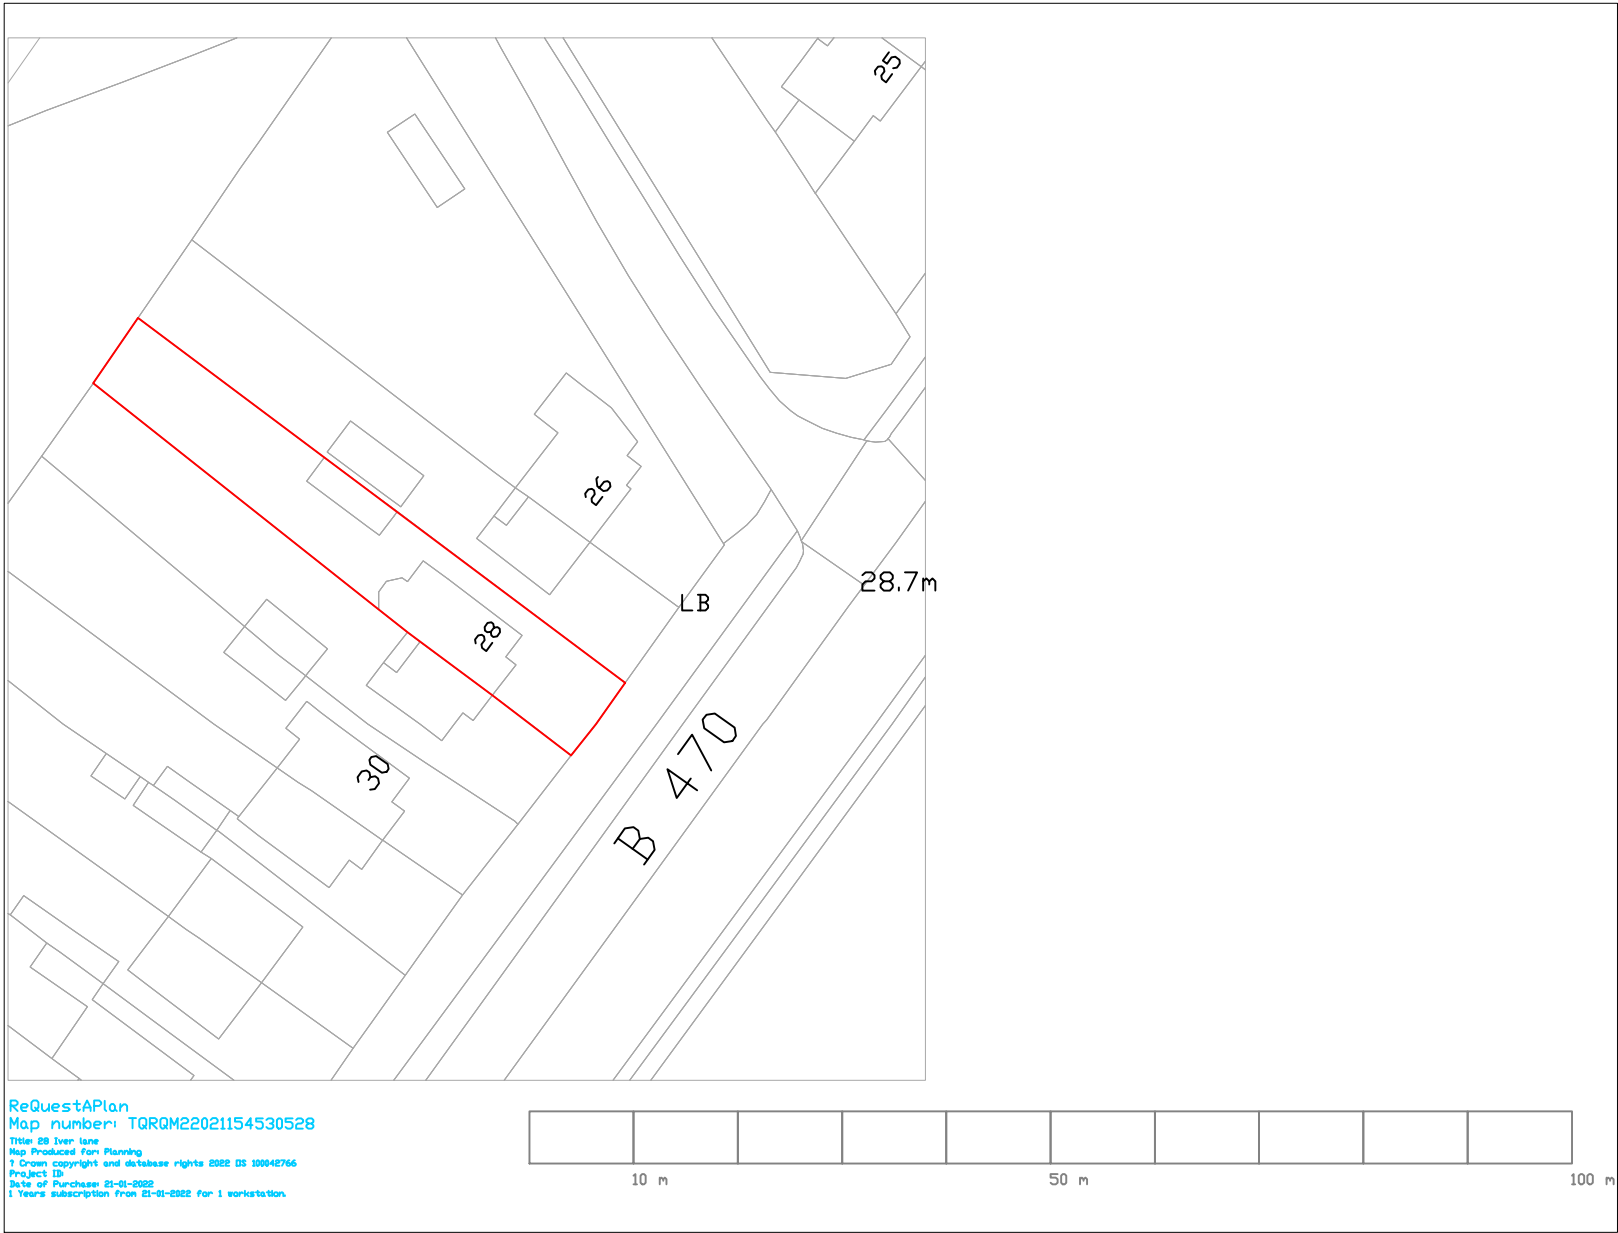 25
26
28.7m
LB
28
B 470
30
ReQuestAPlan
Map number: TQRQM22021154530528
Title: 28 Iver lane
Map Produced for: Planning
? Crown copyright and database rights 2022 OS 100042766
Project ID:
Date of Purchase: 21-01-2022
1 Years subscription from 21-01-2022 for 1 workstation.
10 m
50 m
100 m